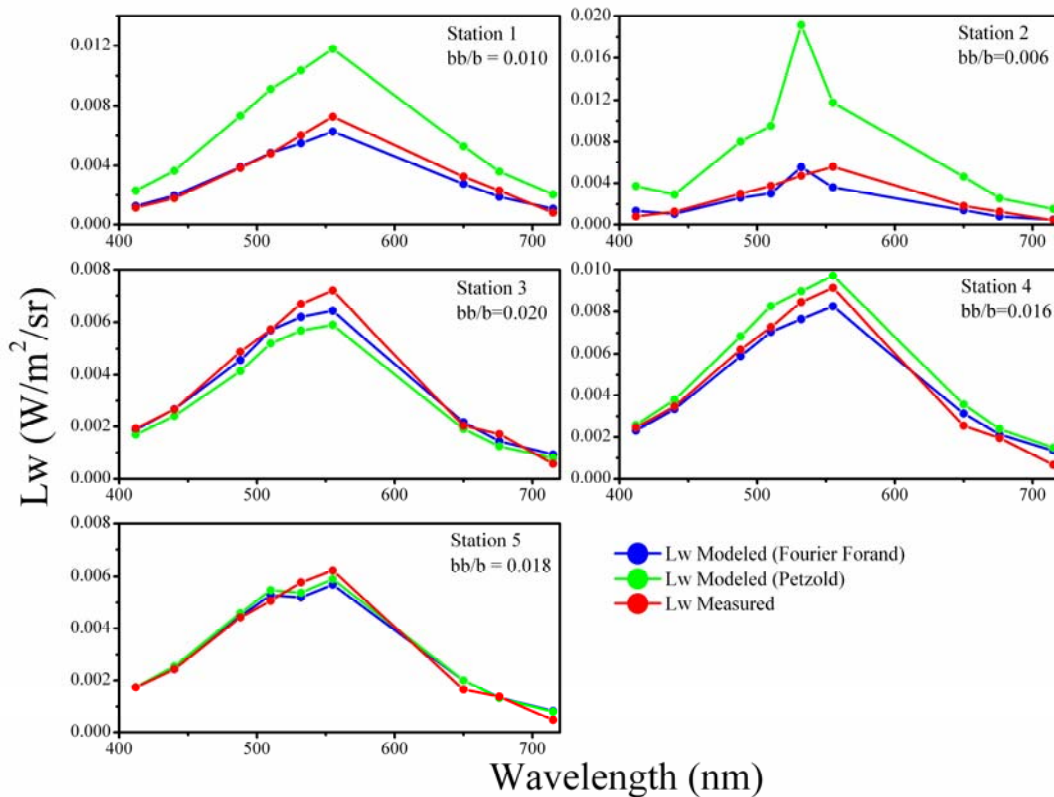 Station 1
bb/b = 0.010
0.012
0.008
0.004
0.000
400 500 600 700
Station 2
bb/b=0.006
0.020
0.016
0.012
0.008
0.004
0.000
400 500 600 700
Station 3
bb/b=0.020
0.008
0.006
0.004
0.002
0.000
400 500 600 700
Station 4
bb/b=0.016
0.010
0.008
0.006
0.004
0.002
0.000
400 500 600 700
Station 5
bb/b = 0.018
0.008
0.006
0.004
0.002
0.000
400 500 600 700
Lw Modeled (Fourier Forand)
Lw Modeled (Petzold)
Lw Measured
Lw (W/m²/sr)
Wavelength (nm)